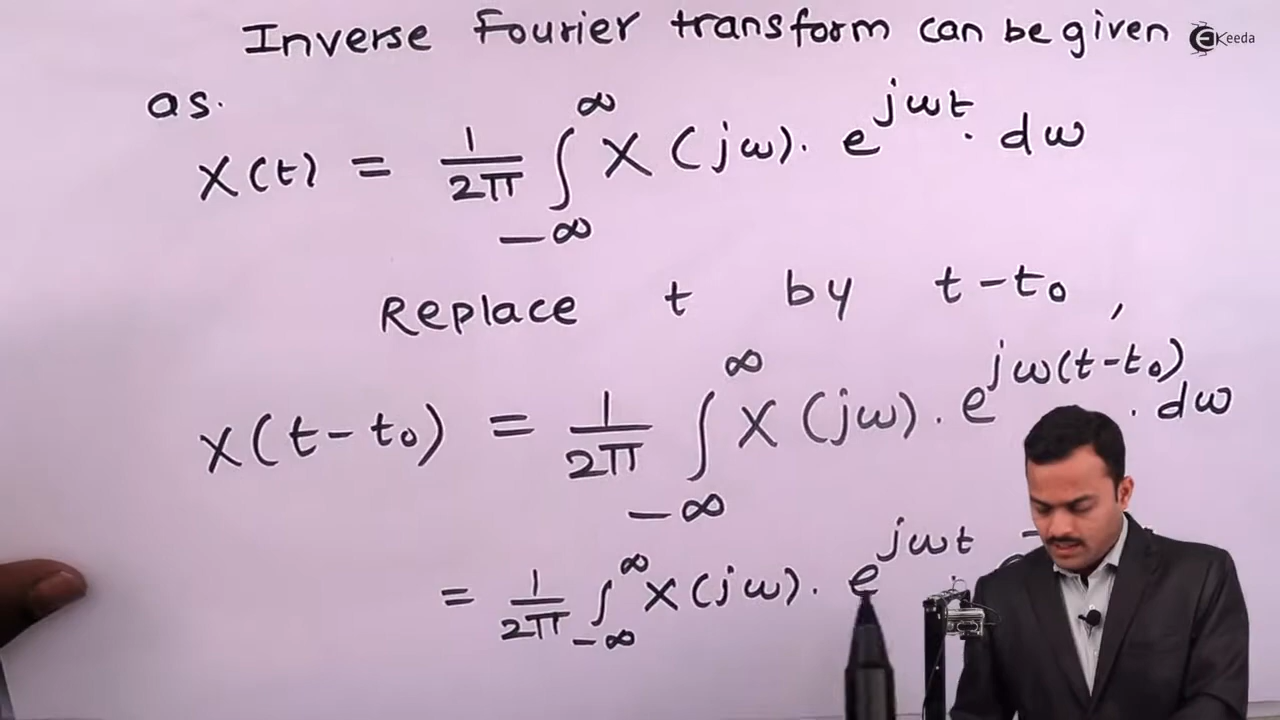 Inverse Fourier transform can be given
Keeda
as.
X(t) = 1/2π ∫_{-∞}^{∞} X(jω). e^{jωt}. dω
Replace t by t-t₀,
x(t-t₀) = 1/2π ∫_{-∞}^{∞} X(jω). e^{jω(t-t₀)}. dω
= 1/2π ∫_{-∞}^{∞} X(jω). e^{jωt}.